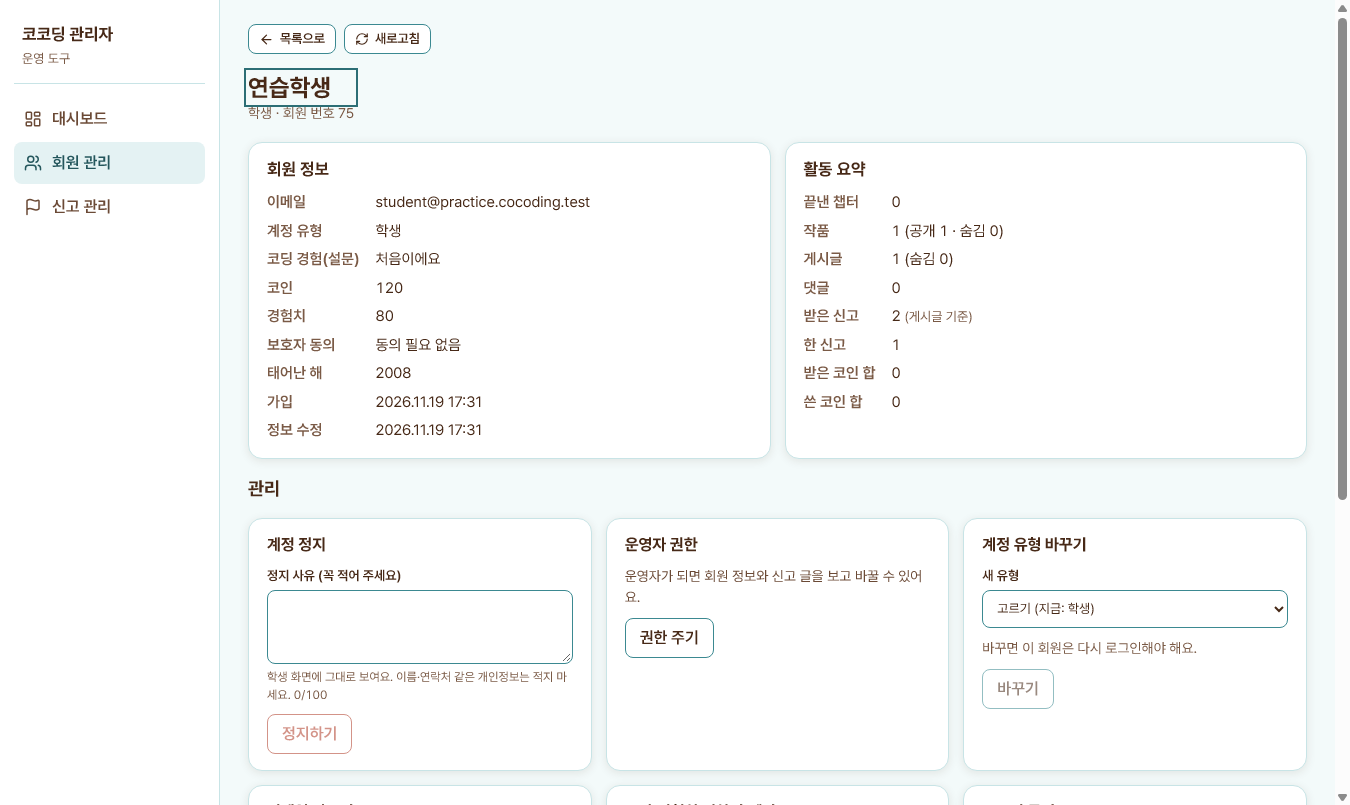 코코딩 관리자
운영 도구
대시보드
회원 관리
신고 관리
목록으로
새로고침
연습학생
학생 · 회원 번호 75
회원 정보
이메일 student@practice.cocoding.test
계정 유형 학생
코딩 경험(설문) 처음이에요
코인 120
경험치 80
보호자 동의 동의 필요 없음
태어난 해 2008
가입 2026.11.19 17:31
정보 수정 2026.11.19 17:31
활동 요약
끝낸 챕터 0
작품 1 (공개 1 · 숨김 0)
게시글 1 (숨김 0)
댓글 0
받은 신고 2 (게시글 기준)
한 신고 1
받은 코인 합 0
쓴 코인 합 0
관리
계정 정지
정지 사유 (꼭 적어 주세요)
학생 화면에 그대로 보여요. 이름·연락처 같은 개인정보는 적지 마
세요. 0/100
정지하기
운영자 권한
운영자가 되면 회원 정보와 신고 글을 보고 바꿀 수 있어
요.
권한 주기
계정 유형 바꾸기
새 유형
고르기 (지금: 학생)
바꾸면 이 회원은 다시 로그인해야 해요.
바꾸기